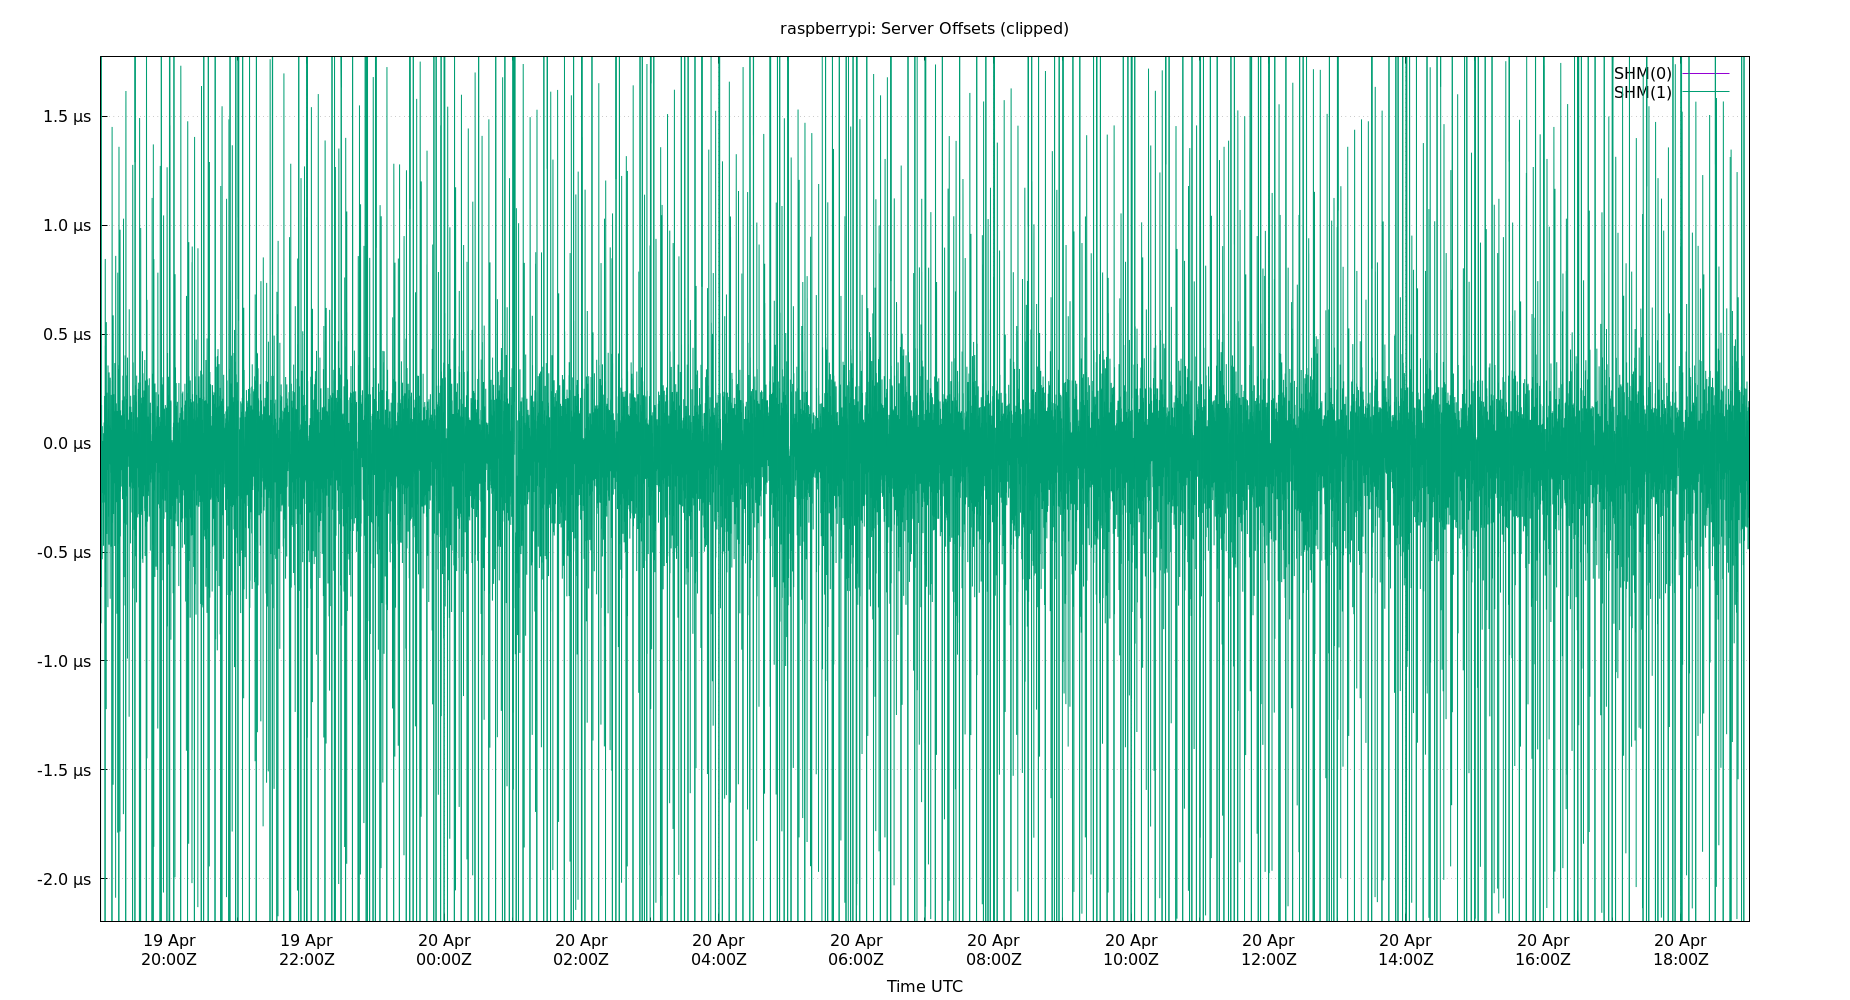 raspberrypi: Server Offsets (clipped)
SHM(0)
SHM(1)
1.5 µs
1.0 µs
0.5 µs
0.0 µs
-0.5 µs
-1.0 µs
-1.5 µs
-2.0 µs
19 Apr 19 Apr 20 Apr 20 Apr 20 Apr 20 Apr 20 Apr 20 Apr 20 Apr 20 Apr 20 Apr 20 Apr
20:00Z 22:00Z 00:00Z 02:00Z 04:00Z 06:00Z 08:00Z 10:00Z 12:00Z 14:00Z 16:00Z 18:00Z
Time UTC